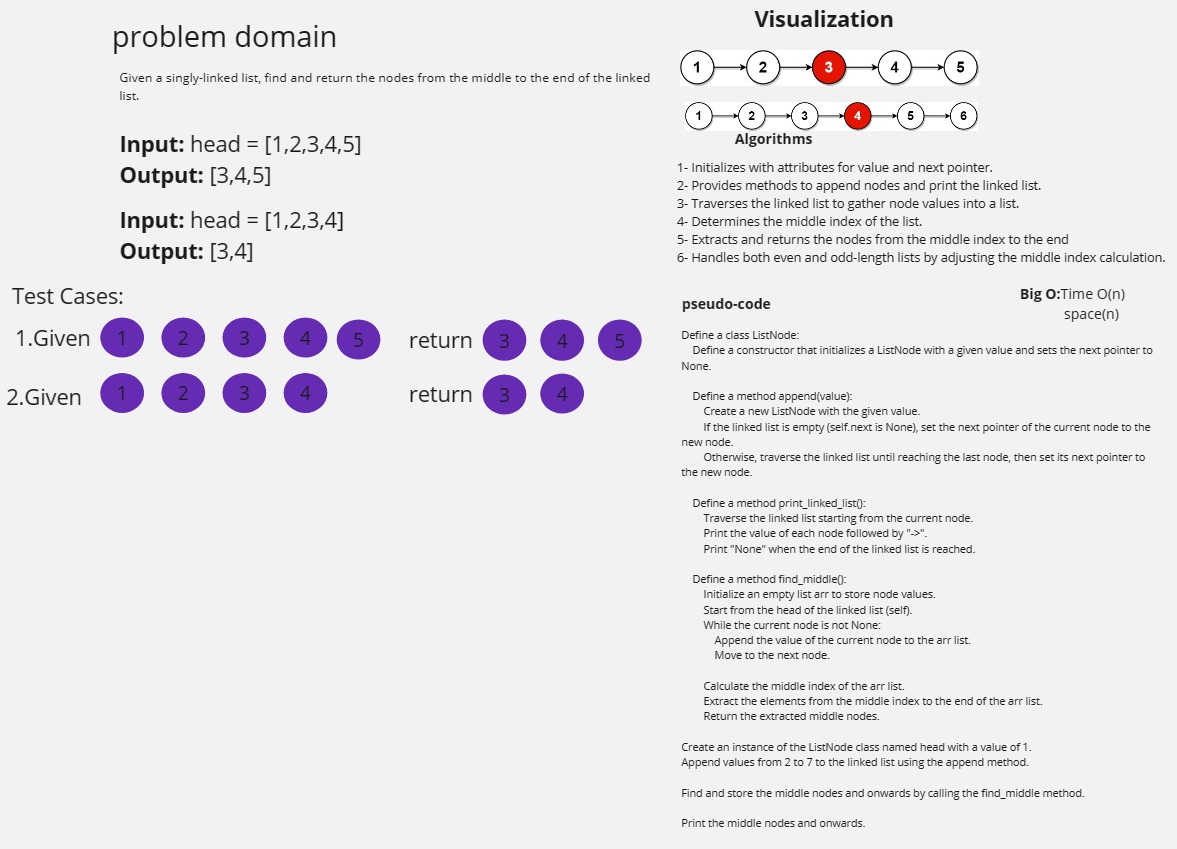 problem domain
Given a singly-linked list, find and return the nodes from the middle to the end of the linked
list.
Input: head = [1,2,3,4,5]
Output: [3,4,5]
Input: head = [1,2,3,4]
Output: [3,4]
Test Cases:
1.Given 1 2 3 4 5 return 3 4 5
2.Given 1 2 3 4 return 3 4
Visualization
1 2 3 4 5
1 2 3 4 5 6
Algorithms
1- Initializes with attributes for value and next pointer.
2- Provides methods to append nodes and print the linked list.
3- Traverses the linked list to gather node values into a list.
4- Determines the middle index of the list.
5- Extracts and returns the nodes from the middle index to the end
6- Handles both even and odd-length lists by adjusting the middle index calculation.
Big O:Time O(n)
space(n)
pseudo-code
Define a class ListNode:
Define a constructor that initializes a ListNode with a given value and sets the next pointer to
None.
Define a method append(value):
Create a new ListNode with the given value.
If the linked list is empty (self.next is None), set the next pointer of the current node to the
new node.
Otherwise, traverse the linked list until reaching the last node, then set its next pointer to
the new node.
Define a method print_linked_list():
Traverse the linked list starting from the current node.
Print the value of each node followed by "->".
Print "None" when the end of the linked list is reached.
Define a method find_middle():
Initialize an empty list arr to store node values.
Start from the head of the linked list (self).
While the current node is not None:
Append the value of the current node to the arr list.
Move to the next node.
Calculate the middle index of the arr list.
Extract the elements from the middle index to the end of the arr list.
Return the extracted middle nodes.
Create an instance of the ListNode class named head with a value of 1.
Append values from 2 to 7 to the linked list using the append method.
Find and store the middle nodes and onwards by calling the find_middle method.
Print the middle nodes and onwards.